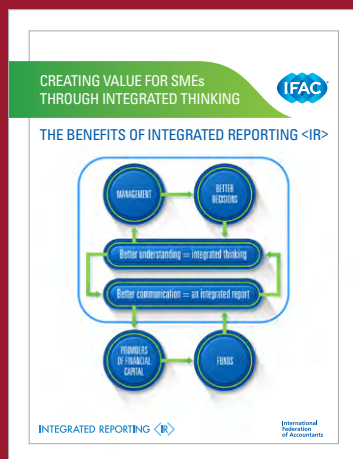 CREATING VALUE FOR SMEs
THROUGH INTEGRATED THINKING
IFAC
THE BENEFITS OF INTEGRATED REPORTING <IR>
MANAGEMENT
BETTER
DECISIONS
Better understanding = integrated thinking
Better communication = an integrated report
PROVIDERS
OF FINANCIAL
CAPITAL
FUNDS
INTEGRATED REPORTING <IR>
International
Federation
of Accountants